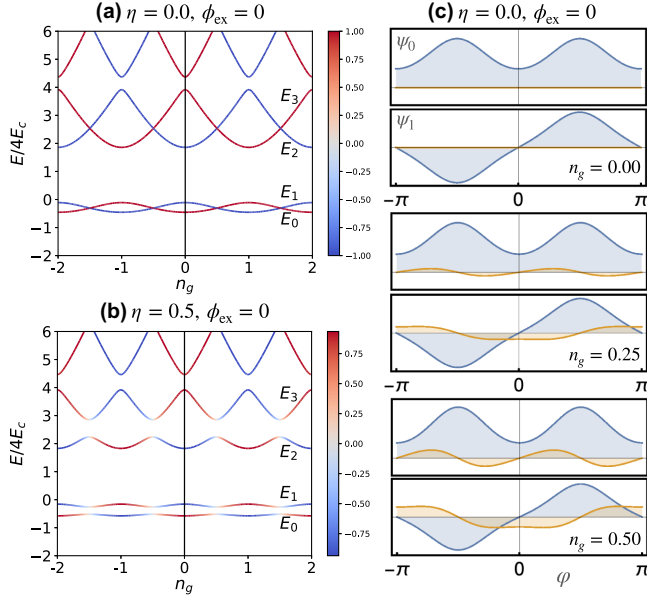 (a) η = 0.0, ϕex = 0
6
5
4
3
2
1
0
−1
−2
E/4Ec
E3
E2
E1
E0
-2
-1
0
1
2
ng
1.00
0.75
0.50
0.25
0.00
−0.25
−0.50
−0.75
−1.00
(b) η = 0.5, ϕex = 0
6
5
4
3
2
1
0
−1
−2
E/4Ec
E3
E2
E1
E0
-2
-1
0
1
2
ng
0.75
0.50
0.25
0.00
−0.25
−0.50
−0.75
(c) η = 0.0, ϕex = 0
ψ0
ψ1
ng = 0.00
−π
0
π
ng = 0.25
ng = 0.50
−π
0
φ
π